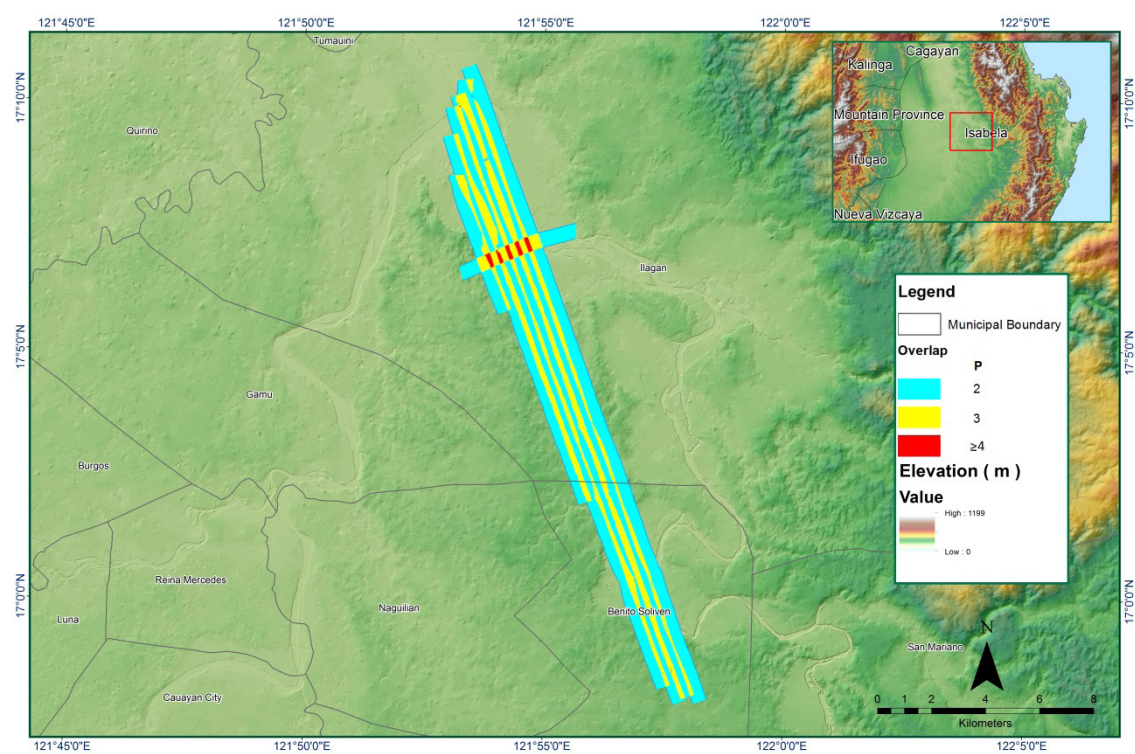 121°45'0"E
121°50'0"E
121°55'0"E
122°0'0"E
122°5'0"E
17°10'0"N
17°5'0"N
17°0'0"N
17°10'0"N
17°5'0"N
17°0'0"N
Tumauini
Quirino
Ilagan
Gamu
Burgos
Reina Mercedes
Luna
Naguilian
Benito Soliven
San Mariano
Cauayan City
Cagayan
Kalinga
Mountain Province
Isabela
Ifugao
Nueva Vizcaya
Legend
Municipal Boundary
Overlap
P
2
3
≥4
Elevation ( m )
Value
High : 1199
Low : 0
N
0 1 2 4 6 8
Kilometers
121°45'0"E
121°50'0"E
121°55'0"E
122°0'0"E
122°5'0"E